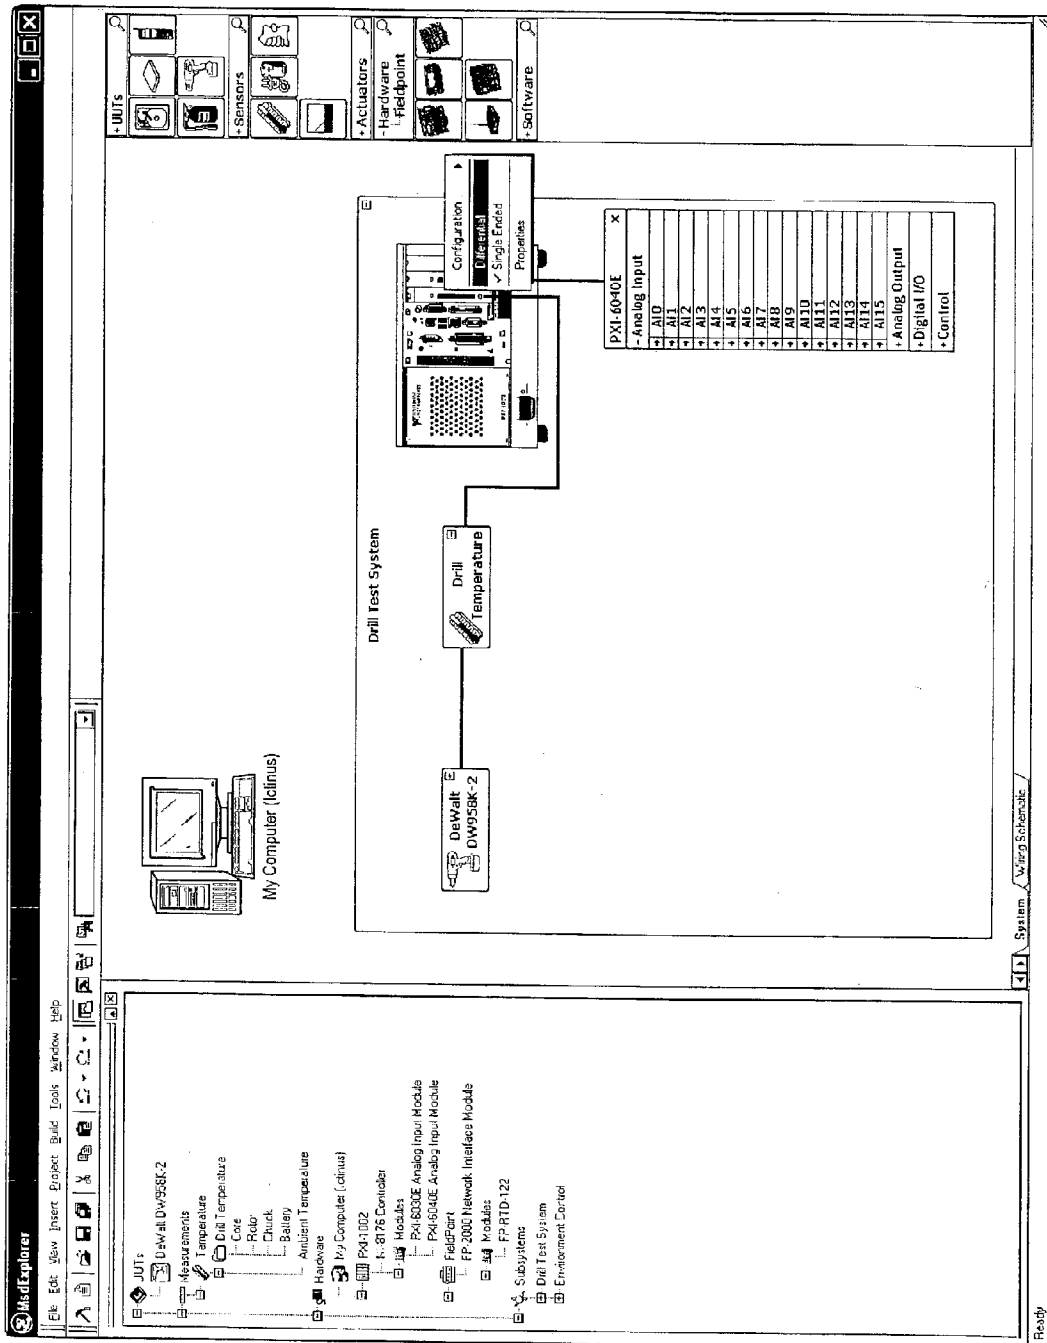 MsdExplorer
File Edit View Insert Project Build Tools Window Help
UUTs
DeWalt DW958K-2
Measurements
Temperature
Drill Temperature
Core
Rotor
Chuck
Battery
Ambient Temperature
Hardware
My Computer (Ictinus)
PXI-1002
NI-8176 Controller
Modules
PXI-6030E Analog Input Module
PXI-6040E Analog Input Module
FieldPoint
FP-2000 Network Interface Module
Modules
FP-RTD-122
Subsystems
Drill Test System
Environment Control
My Computer (Ictinus)
Drill Test System
DeWalt
DW958K-2
Drill
Temperature
Configuration
Differential
✓ Single Ended
Properties
PXI-6040E X
- Analog Input
AI0
AI1
AI2
AI3
AI4
AI5
AI6
AI7
AI8
AI9
AI10
AI11
AI12
AI13
AI14
AI15
+ Analog Output
+ Digital I/O
+ Control
+ UUTs
+ Sensors
+ Actuators
- Hardware
Fieldpoint
+ Software
System
Wiring Schematic
Ready